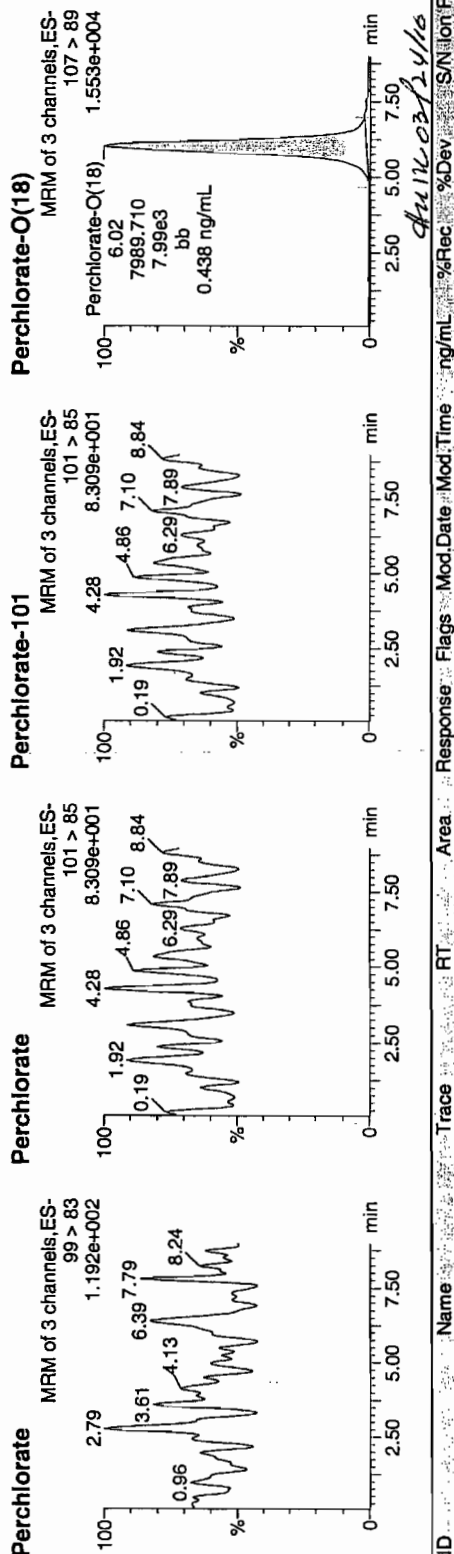 Perchlorate
MRM of 3 channels,ES-
99 > 83
1.192e+002
100
2.79
3.61
4.13
6.39
7.79
8.24
0.96
%
0
2.50
5.00
7.50
min
Perchlorate
MRM of 3 channels,ES-
101 > 85
8.309e+001
100
0.19
1.92
4.28
4.86
6.29
7.10
7.89
8.84
%
0
2.50
5.00
7.50
min
Perchlorate-101
MRM of 3 channels,ES-
101 > 85
8.309e+001
100
0.19
1.92
4.28
4.86
6.29
7.10
7.89
8.84
%
0
2.50
5.00
7.50
min
Perchlorate-O(18)
MRM of 3 channels,ES-
107 > 89
1.553e+004
100
Perchlorate-O(18)
6.02
7989.710
7.99e3
bb
0.438 ng/mL
%
0
2.50
5.00
7.50
min
03/24/16
ID Name Trace RT Area Response Flags Mod.Date Mod.Time ng/mL %Rec %Dev S/N Ion